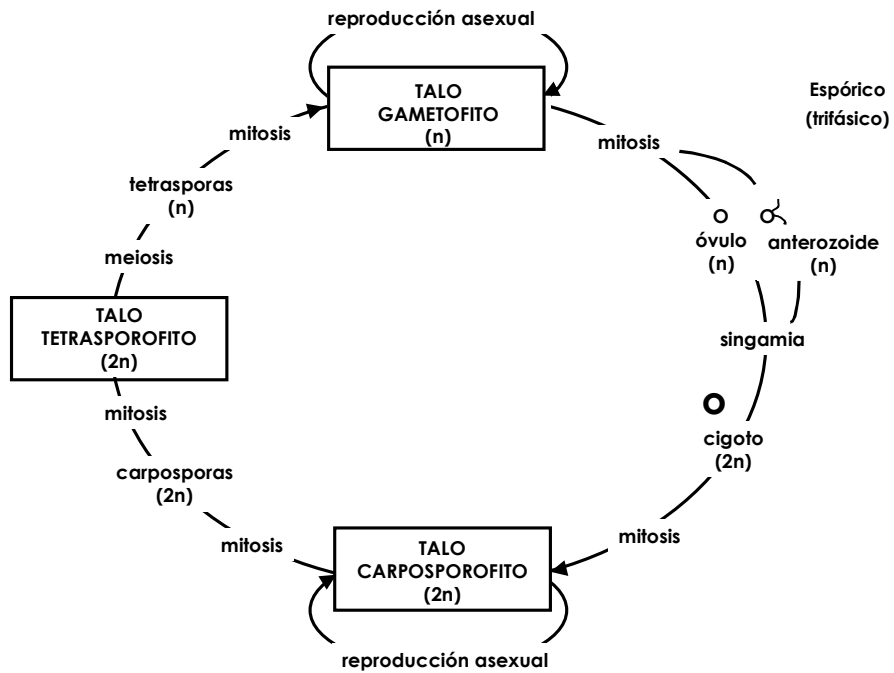 reproducción asexual
TALO
GAMETOFITO
(n)
Espórico
(trifásico)
mitosis
mitosis
tetrasporas
(n)
óvulo
(n)
anterozoide
(n)
meiosis
TALO
TETRASPOROFITO
(2n)
singamia
mitosis
cigoto
(2n)
carposporas
(2n)
mitosis
mitosis
TALO
CARPOSPOROFITO
(2n)
reproducción asexual